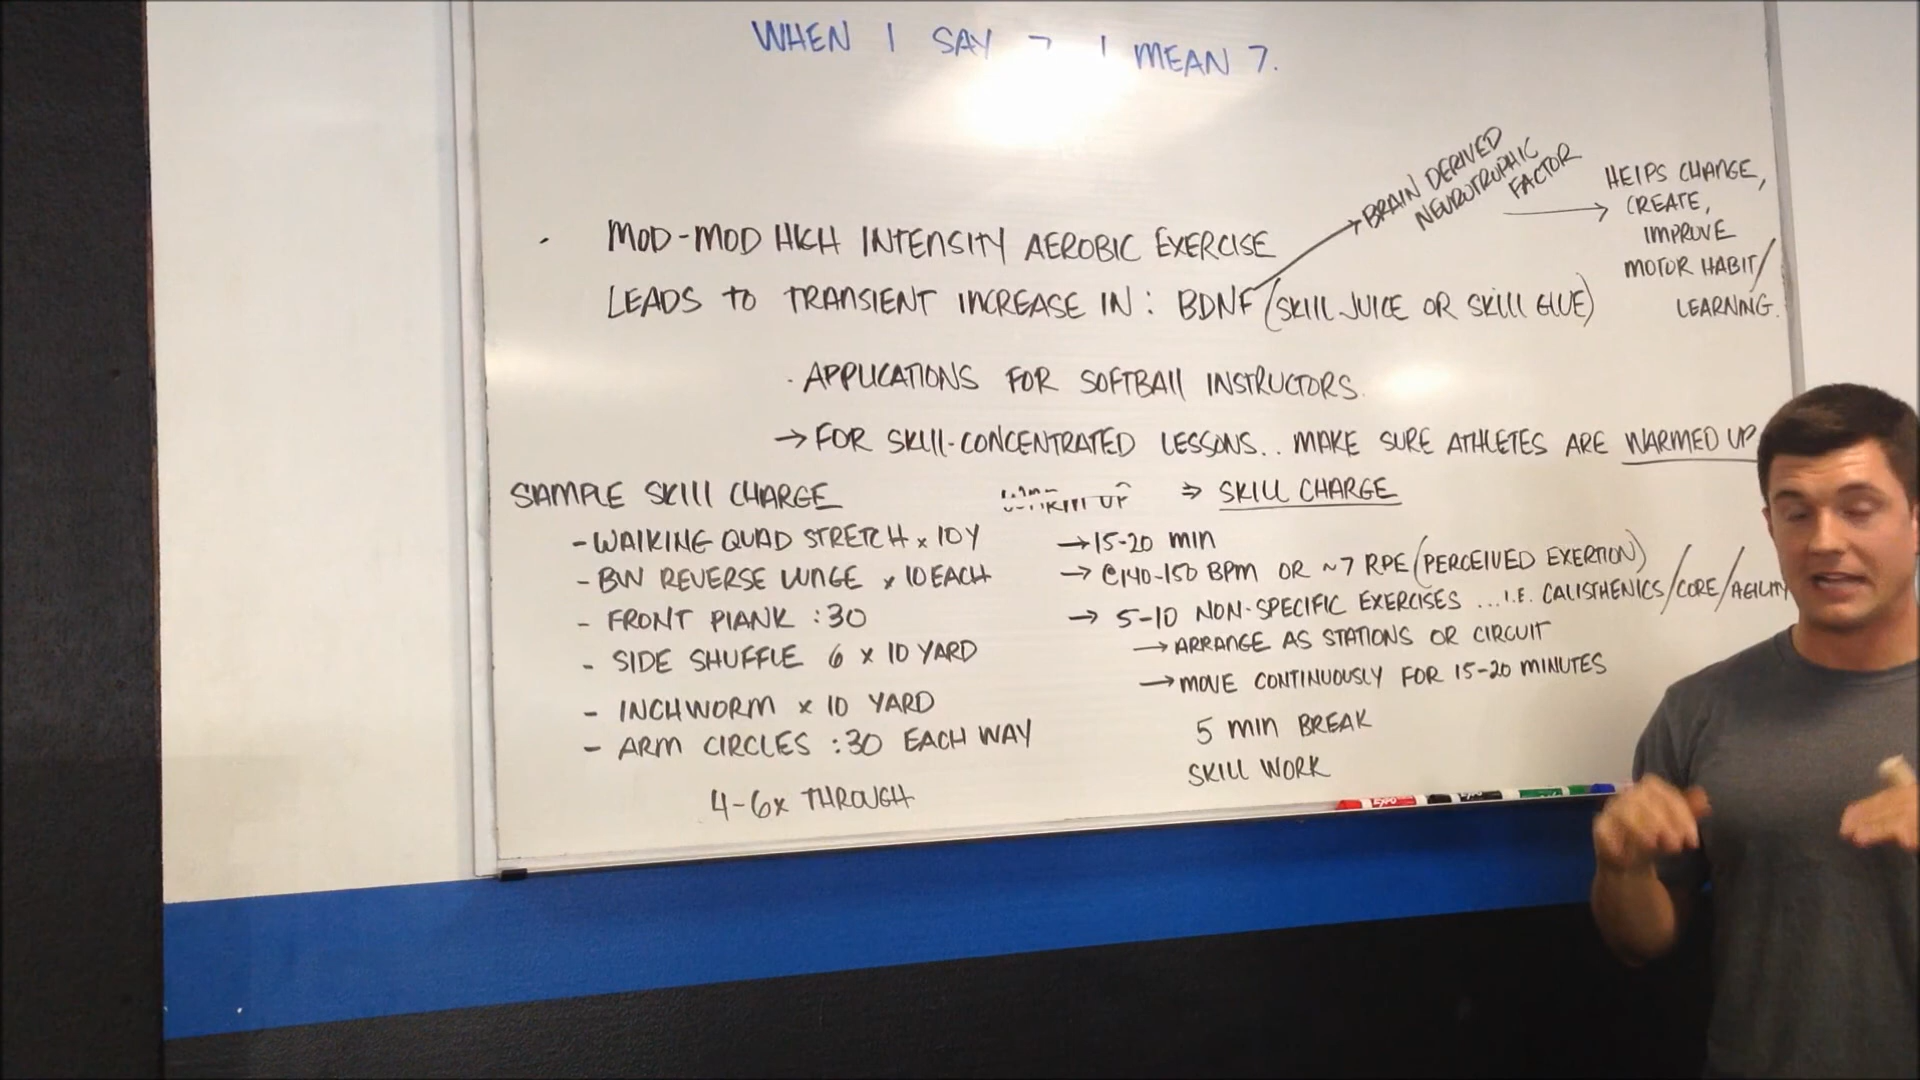 WHEN I SAY 7 I MEAN 7.
BRAIN DERIVED
NEUROTROPHIC
FACTOR
HELPS CHANGE,
CREATE,
IMPROVE
MOTOR HABIT/
LEARNING.
· MOD-MOD HIGH INTENSITY AEROBIC EXERCISE
LEADS TO TRANSIENT INCREASE IN: BDNF (SKILL JUICE OR SKILL GLUE)
· APPLICATIONS FOR SOFTBALL INSTRUCTORS.
→ FOR SKILL-CONCENTRATED LESSONS.. MAKE SURE ATHLETES ARE WARMED UP
SAMPLE SKILL CHARGE
- WALKING QUAD STRETCH x 10Y
- BW REVERSE LUNGE x 10 EACH
- FRONT PLANK :30
- SIDE SHUFFLE 6 x 10 YARD
- INCHWORM x 10 YARD
- ARM CIRCLES :30 EACH WAY
4-6x THROUGH
⇒ SKILL CHARGE
→ 15-20 MIN
→ @140-150 BPM OR ~7 RPE (PERCEIVED EXERTION)
→ 5-10 NON-SPECIFIC EXERCISES ...I.E. CALISTHENICS/CORE/AGILITY
→ ARRANGE AS STATIONS OR CIRCUIT
→ MOVE CONTINUOUSLY FOR 15-20 MINUTES
5 MIN BREAK
SKILL WORK
EXPO